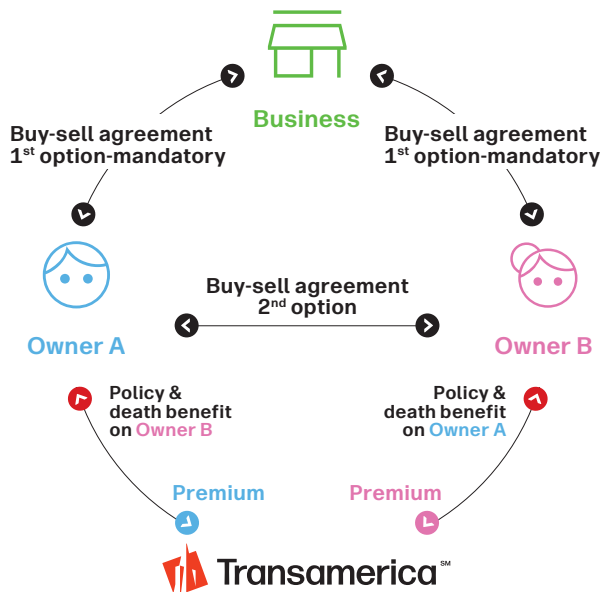 Business
Buy-sell agreement
1st option-mandatory
Buy-sell agreement
1st option-mandatory
Buy-sell agreement
2nd option
Owner A
Owner B
Policy &
death benefit
on Owner B
Policy &
death benefit
on Owner A
Premium
Premium
Transamerica℠